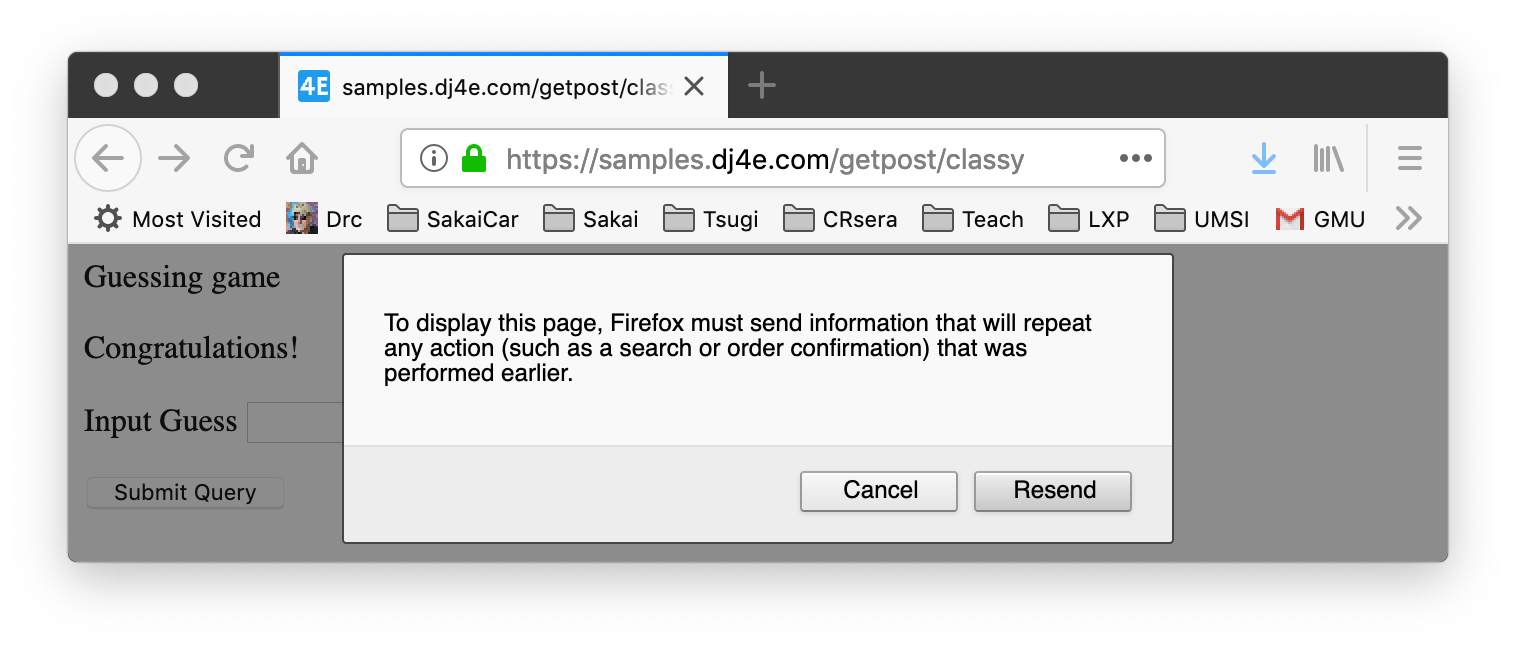 4E samples.dj4e.com/getpost/clas
https://samples.dj4e.com/getpost/classy
Most Visited Drc SakaiCar Sakai Tsugi CRsera Teach LXP UMSI GMU
Guessing game
Congratulations!
Input Guess
Submit Query
To display this page, Firefox must send information that will repeat
any action (such as a search or order confirmation) that was
performed earlier.
Cancel Resend